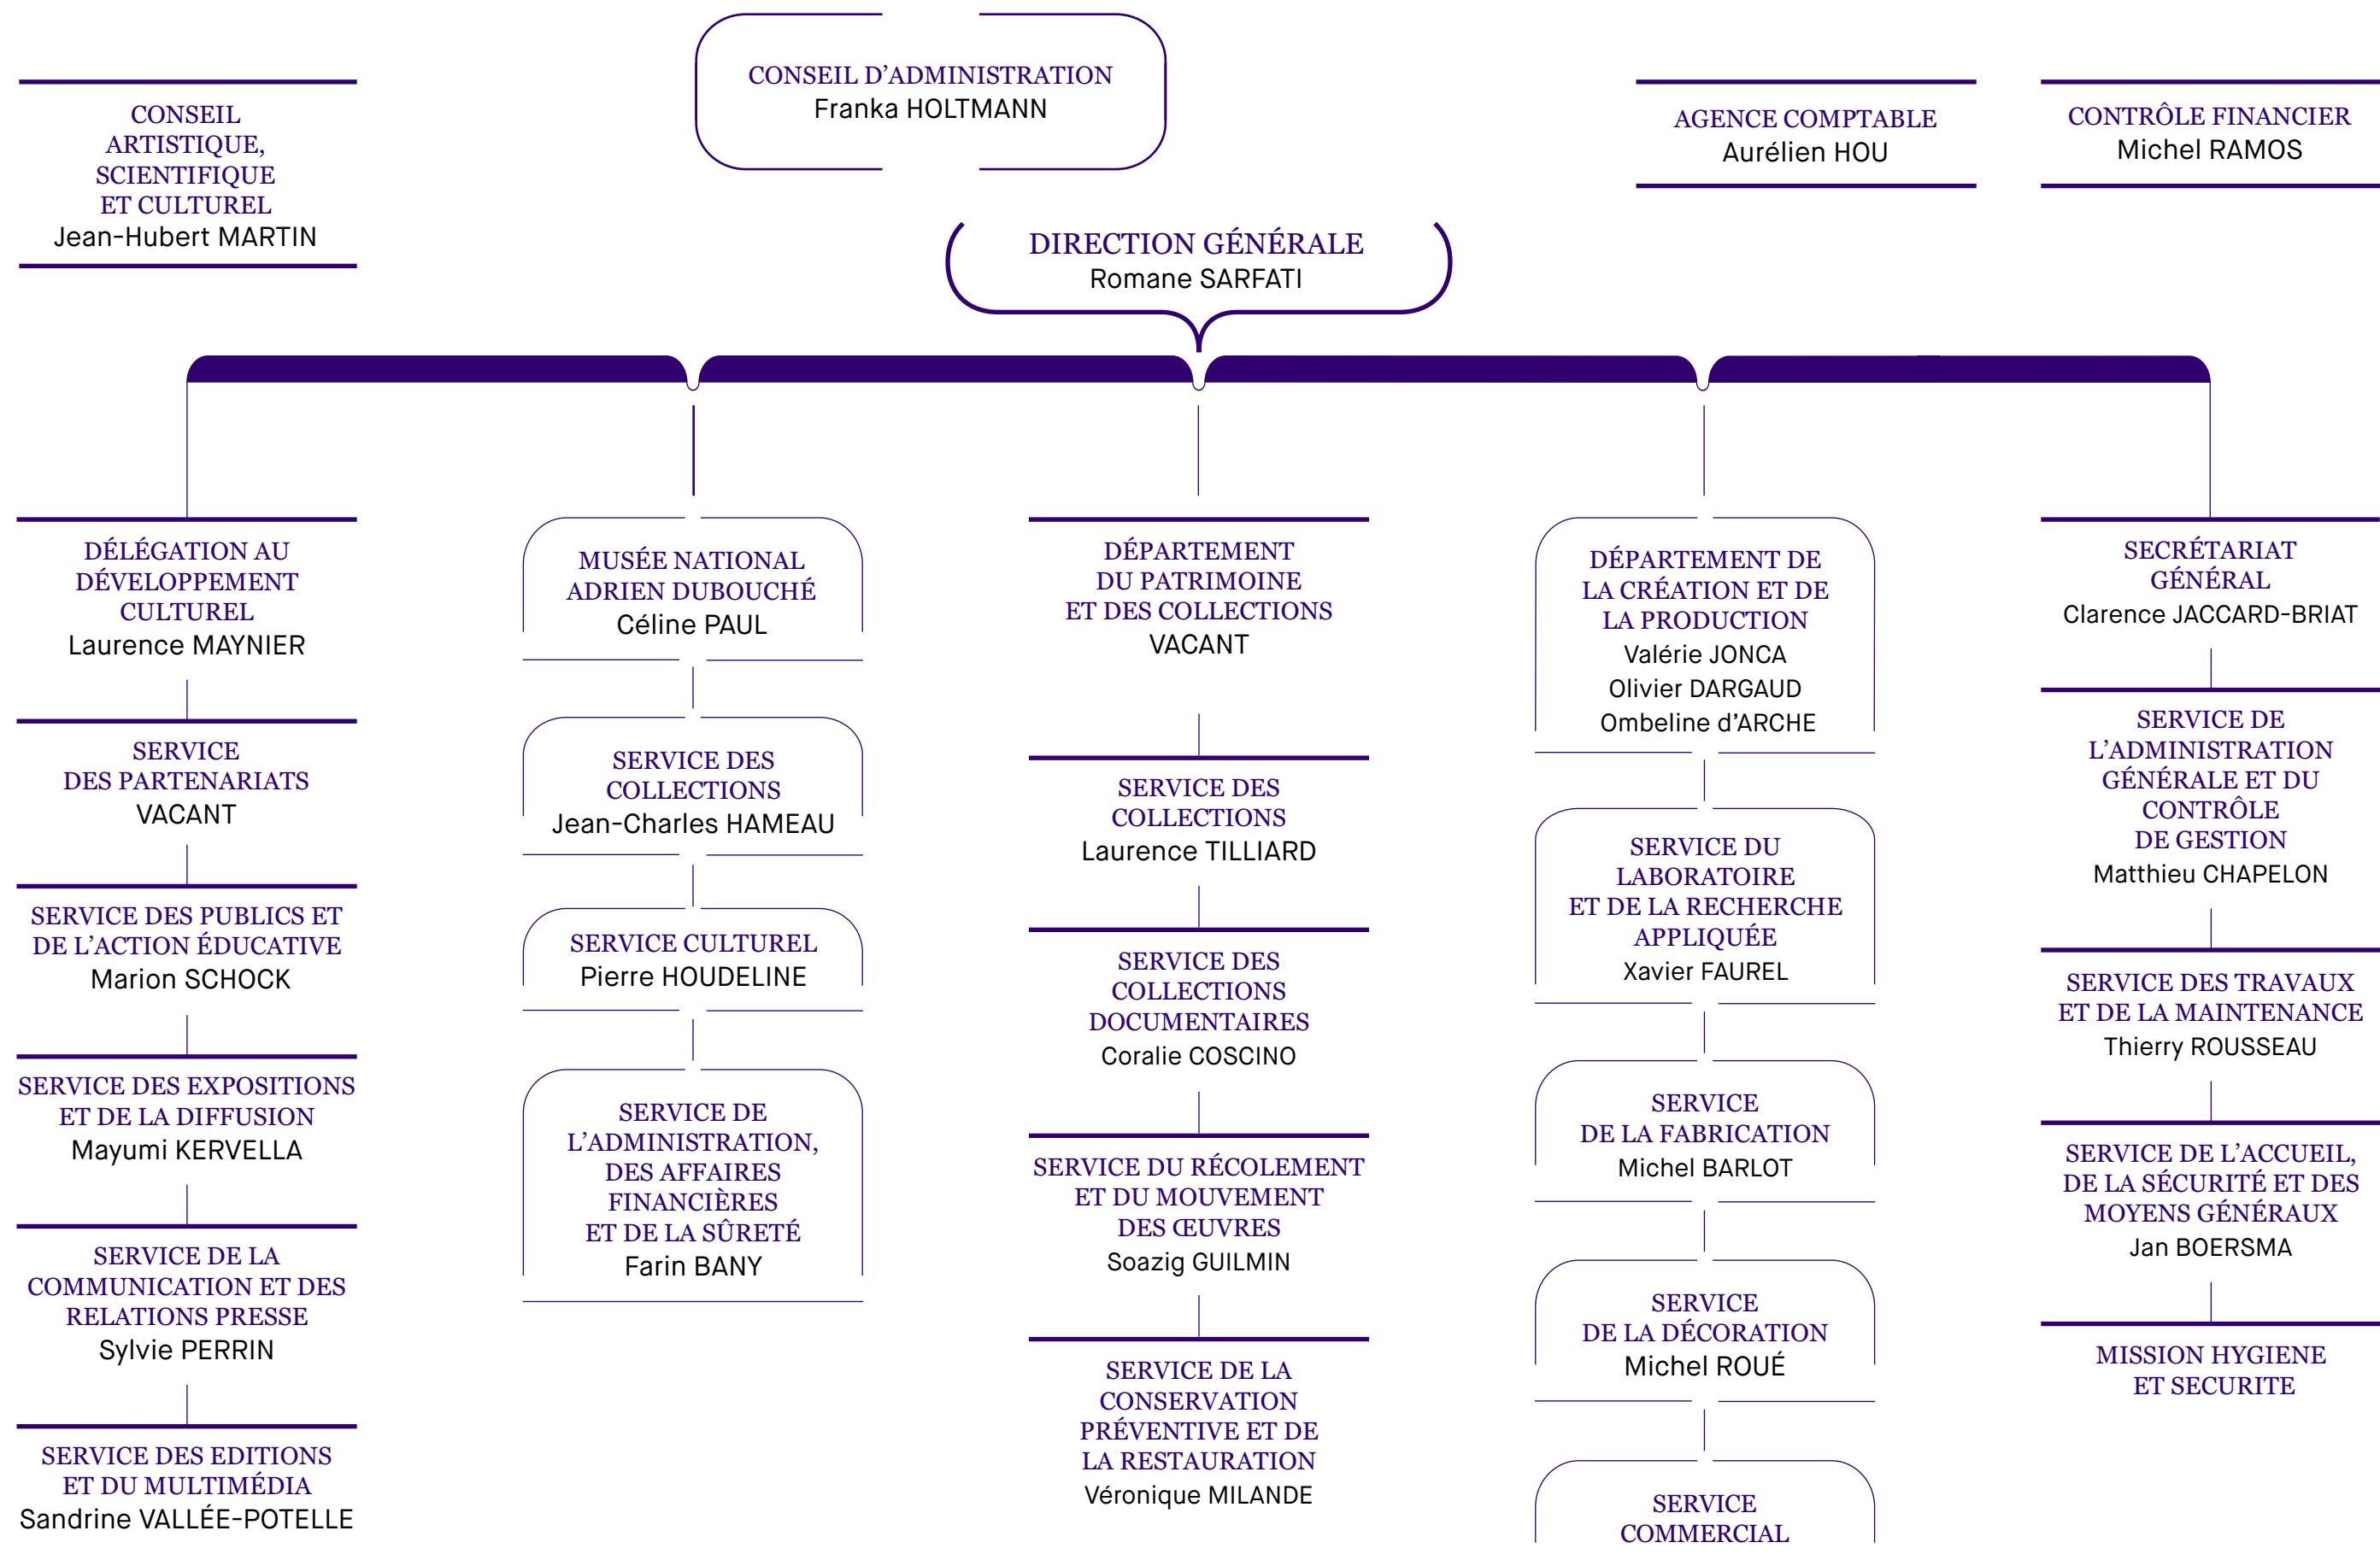 CONSEIL D’ADMINISTRATION
Franka HOLTMANN
CONSEIL
ARTISTIQUE,
SCIENTIFIQUE
ET CULTUREL
Jean-Hubert MARTIN
AGENCE COMPTABLE
Aurélien HOU
CONTRÔLE FINANCIER
Michel RAMOS
DIRECTION GÉNÉRALE
Romane SARFATI
DÉLÉGATION AU
DÉVELOPPEMENT
CULTUREL
Laurence MAYNIER
SERVICE
DES PARTENARIATS
VACANT
SERVICE DES PUBLICS ET
DE L’ACTION ÉDUCATIVE
Marion SCHOCK
SERVICE DES EXPOSITIONS
ET DE LA DIFFUSION
Mayumi KERVELLA
SERVICE DE LA
COMMUNICATION ET DES
RELATIONS PRESSE
Sylvie PERRIN
SERVICE DES EDITIONS
ET DU MULTIMÉDIA
Sandrine VALLÉE-POTELLE
MUSÉE NATIONAL
ADRIEN DUBOUCHÉ
Céline PAUL
SERVICE DES
COLLECTIONS
Jean-Charles HAMEAU
SERVICE CULTUREL
Pierre HOUDELINE
SERVICE DE
L’ADMINISTRATION,
DES AFFAIRES
FINANCIÈRES
ET DE LA SÛRETÉ
Farin BANY
DÉPARTEMENT
DU PATRIMOINE
ET DES COLLECTIONS
VACANT
SERVICE DES
COLLECTIONS
Laurence TILLIARD
SERVICE DES
COLLECTIONS
DOCUMENTAIRES
Coralie COSCINO
SERVICE DU RÉCOLEMENT
ET DU MOUVEMENT
DES ŒUVRES
Soazig GUILMIN
SERVICE DE LA
CONSERVATION
PRÉVENTIVE ET DE
LA RESTAURATION
Véronique MILANDE
DÉPARTEMENT DE
LA CRÉATION ET DE
LA PRODUCTION
Valérie JONCA
Olivier DARGAUD
Ombeline d’ARCHE
SERVICE DU
LABORATOIRE
ET DE LA RECHERCHE
APPLIQUÉE
Xavier FAUREL
SERVICE
DE LA FABRICATION
Michel BARLOT
SERVICE
DE LA DÉCORATION
Michel ROUÉ
SERVICE
COMMERCIAL
SECRÉTARIAT
GÉNÉRAL
Clarence JACCARD-BRIAT
SERVICE DE
L’ADMINISTRATION
GÉNÉRALE ET DU
CONTRÔLE
DE GESTION
Matthieu CHAPELON
SERVICE DES TRAVAUX
ET DE LA MAINTENANCE
Thierry ROUSSEAU
SERVICE DE L’ACCUEIL,
DE LA SÉCURITÉ ET DES
MOYENS GÉNÉRAUX
Jan BOERSMA
MISSION HYGIENE
ET SECURITE